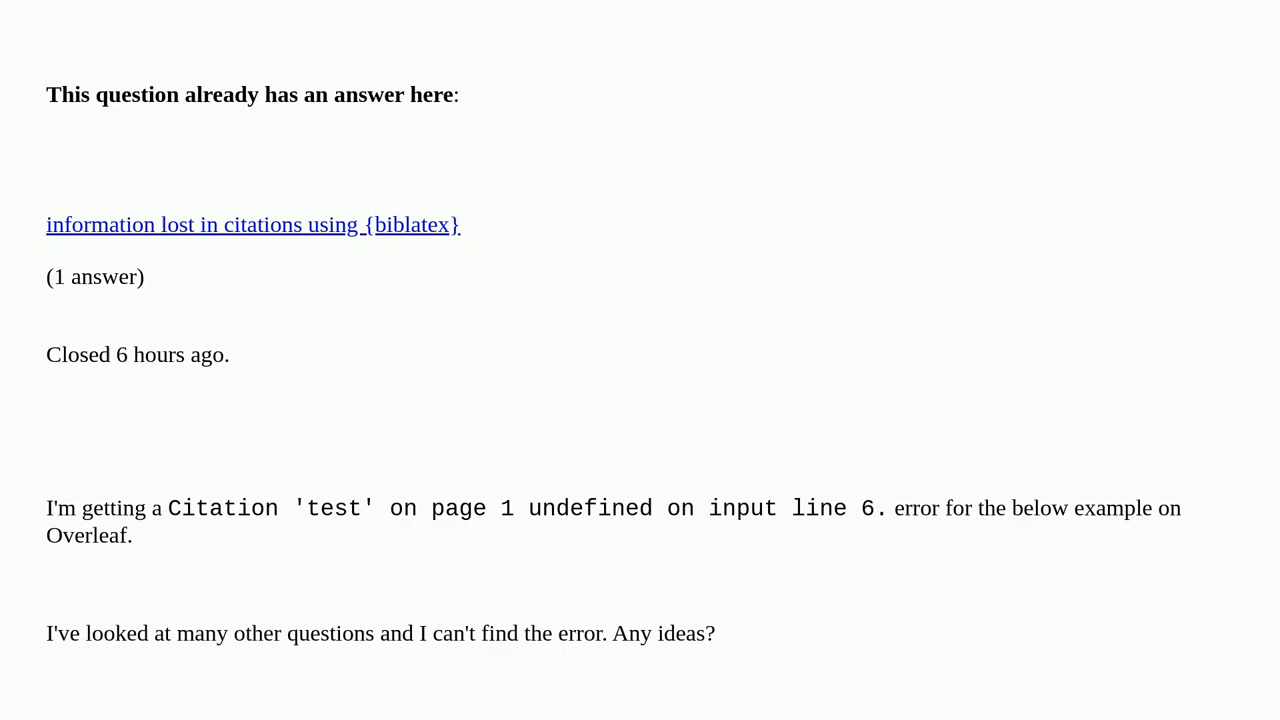 This question already has an answer here:
information lost in citations using {biblatex}
(1 answer)
Closed 6 hours ago.
I'm getting a Citation 'test' on page 1 undefined on input line 6. error for the below example on
Overleaf.
I've looked at many other questions and I can't find the error. Any ideas?